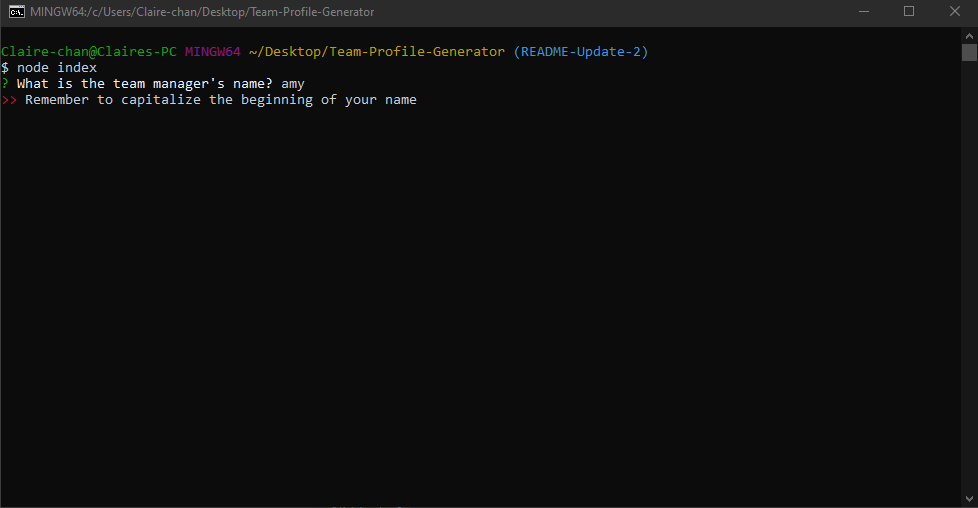 MINGW64:/c/Users/Claire-chan/Desktop/Team-Profile-Generator
Claire-chan@Claires-PC MINGW64 ~/Desktop/Team-Profile-Generator (README-Update-2)
$ node index
? What is the team manager's name? amy
>> Remember to capitalize the beginning of your name